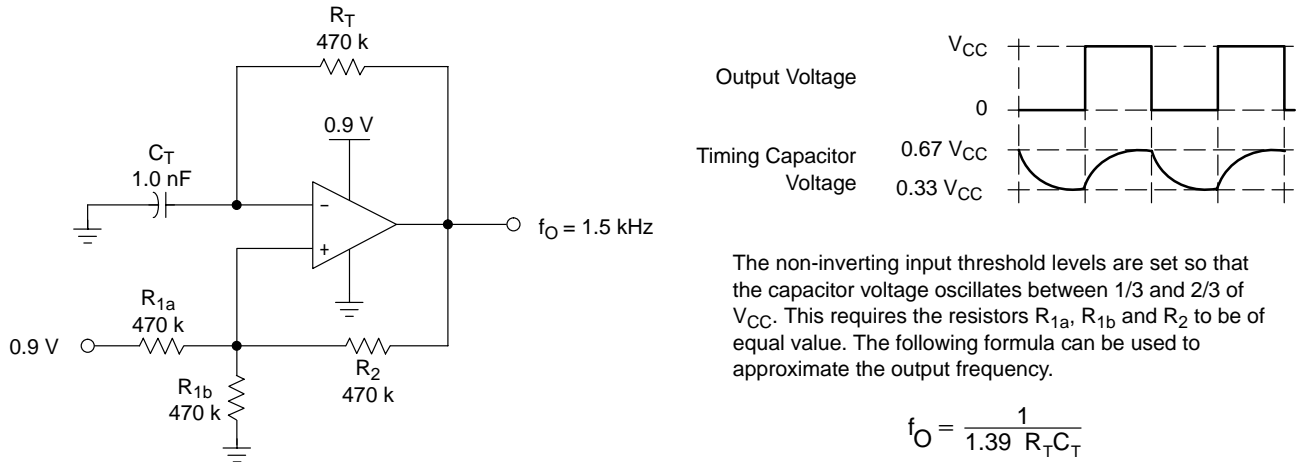 R_T
470 k
0.9 V
C_T
1.0 nF
−
+
f_O = 1.5 kHz
R_1a
470 k
0.9 V
R_2
470 k
R_1b
470 k
Output Voltage
V_CC
0
Timing Capacitor
Voltage
0.67 V_CC
0.33 V_CC
The non-inverting input threshold levels are set so that
the capacitor voltage oscillates between 1/3 and 2/3 of
V_CC. This requires the resistors R_1a, R_1b and R_2 to be of
equal value. The following formula can be used to
approximate the output frequency.
f_O = 1 / 1.39 R_TC_T